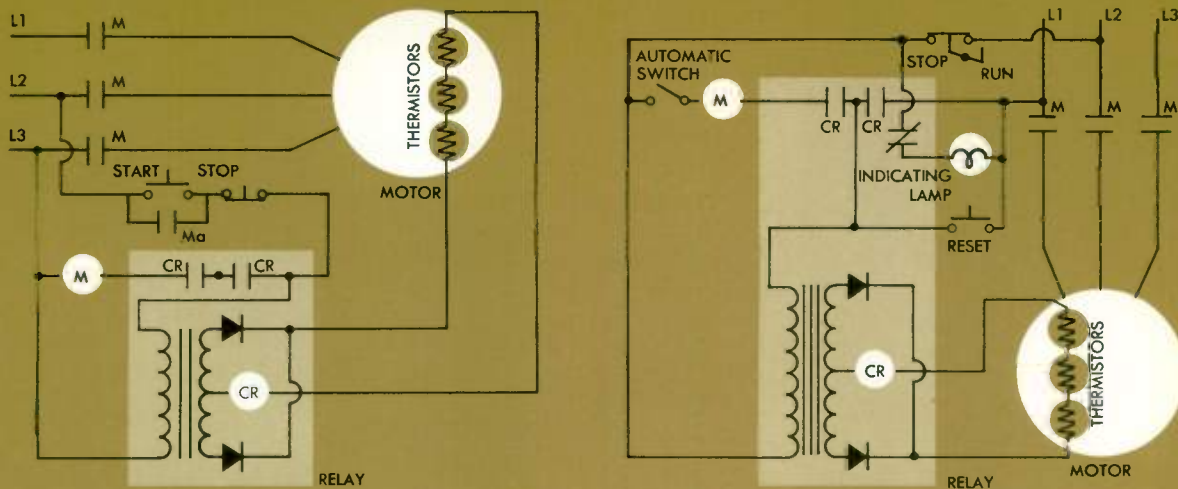 L1
M
L2
M
L3
M
START
STOP
Ma
THERMISTORS
MOTOR
M
CR
CR
CR
RELAY
L1
L2
L3
STOP
RUN
AUTOMATIC
SWITCH
M
CR
CR
M
M
M
INDICATING
LAMP
RESET
CR
THERMISTORS
MOTOR
RELAY